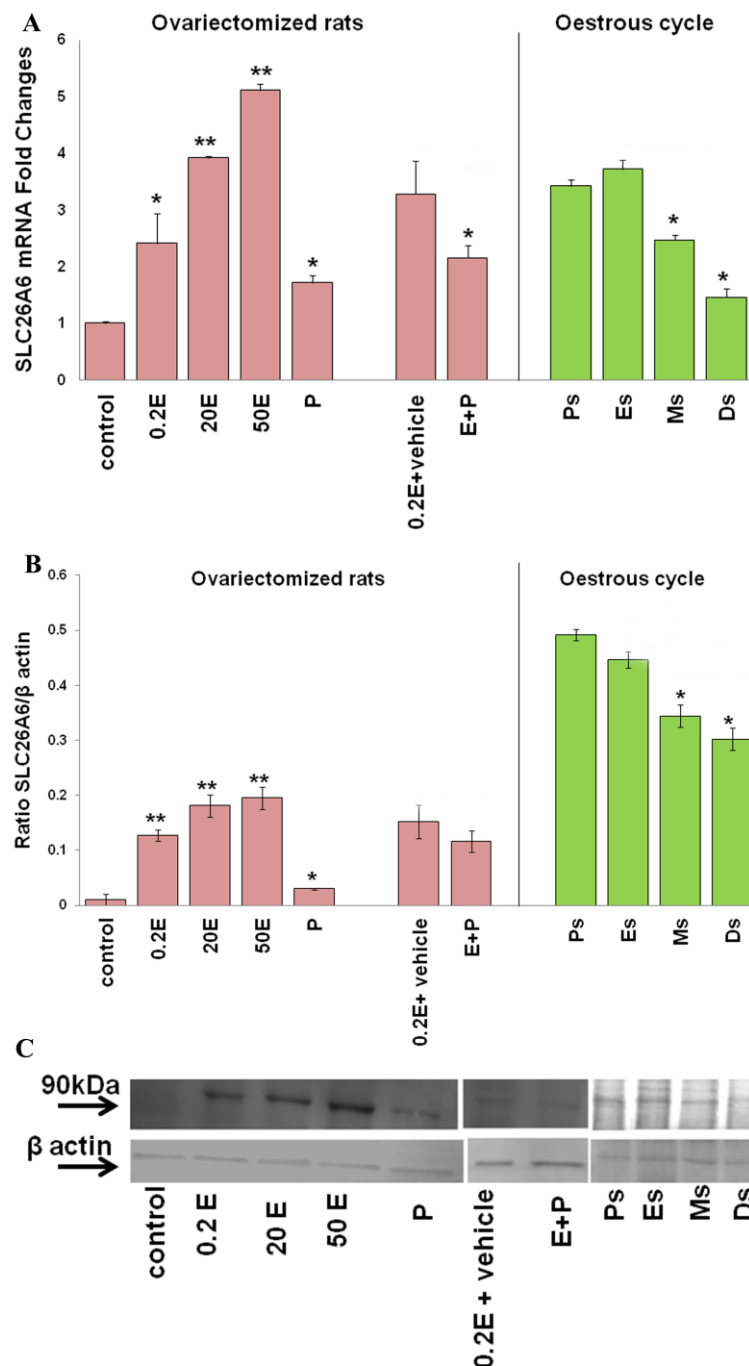 A
Ovariectomized rats
Oestrous cycle
SLC26A6 mRNA Fold Changes
6
5
4
3
2
1
0
*
**
**
*
*
*
*
control
0.2E
20E
50E
P
0.2E+vehicle
E+P
Ps
Es
Ms
Ds
B
Ovariectomized rats
Oestrous cycle
Ratio SLC26A6/β actin
0.6
0.5
0.4
0.3
0.2
0.1
0
**
**
**
*
*
*
control
0.2E
20E
50E
P
0.2E+ vehicle
E+P
Ps
Es
Ms
Ds
C
90kDa
β actin
control
0.2 E
20 E
50 E
P
0.2E + vehicle
E+P
Ps
Es
Ms
Ds